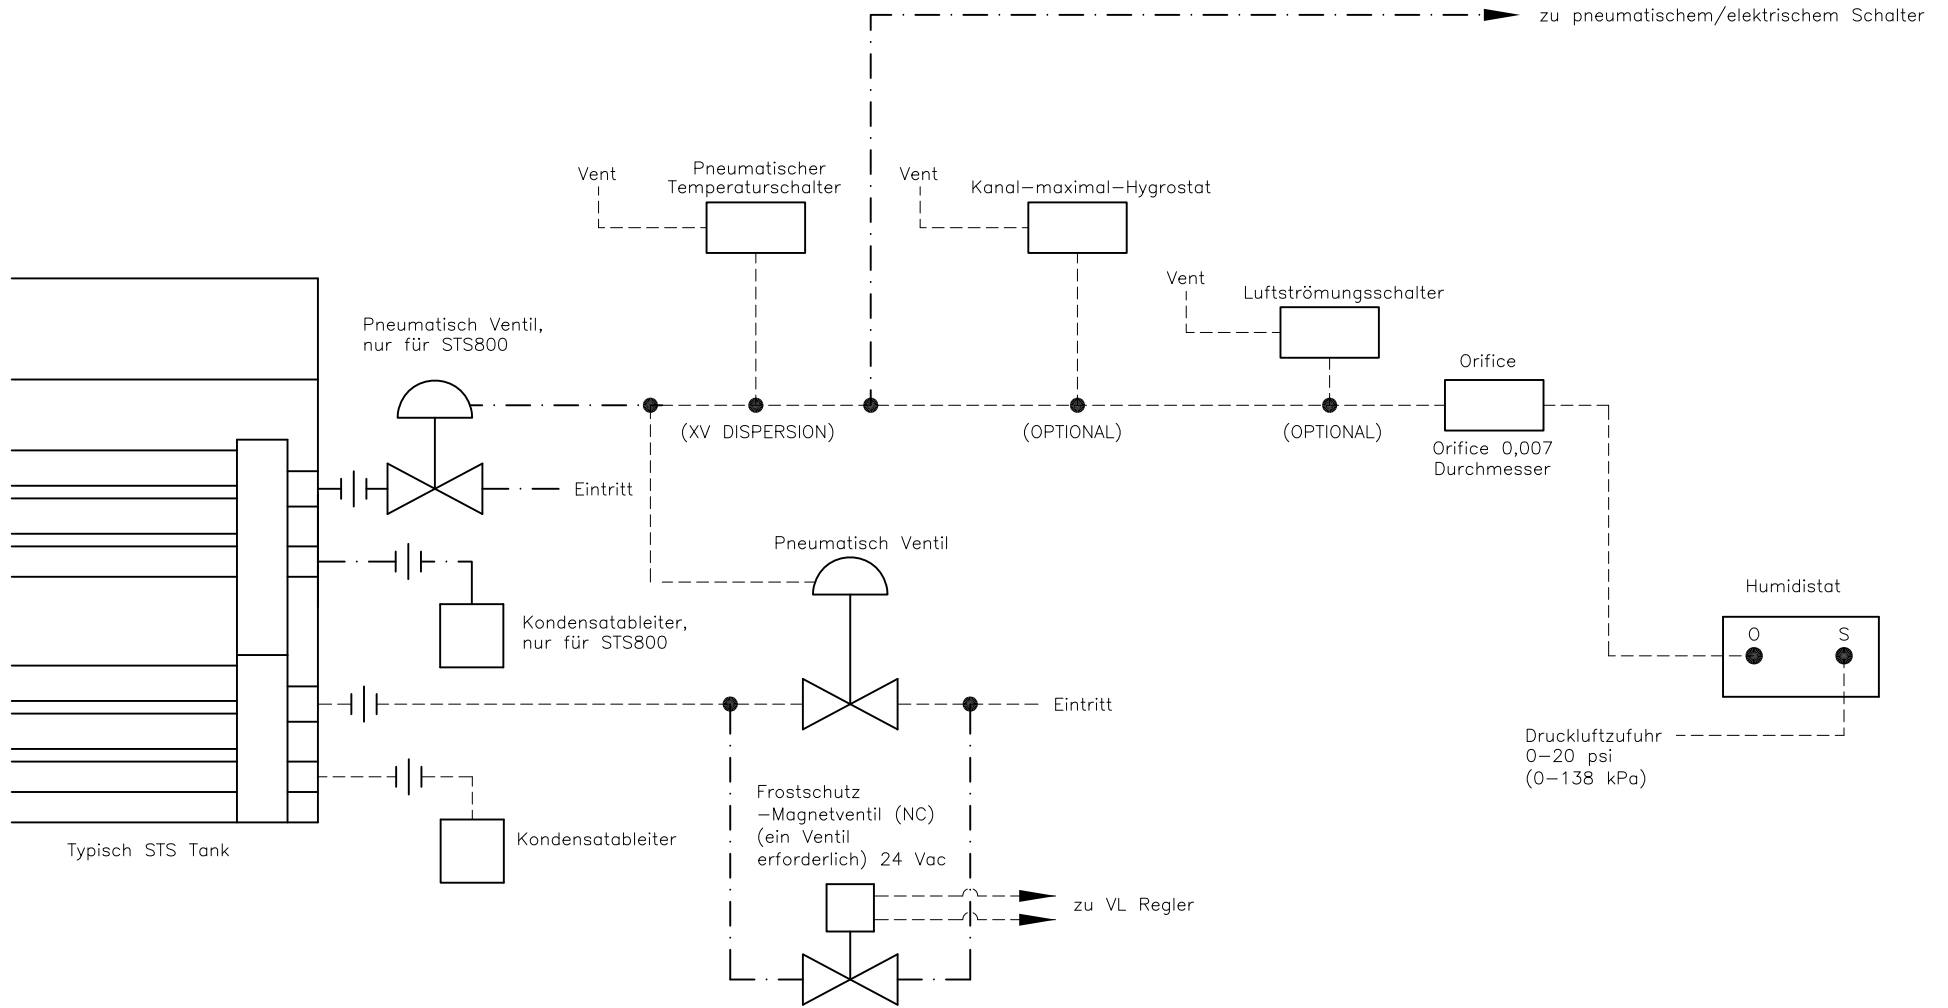 zu pneumatischem/elektrischem Schalter
Vent
Pneumatischer
Temperaturschalter
Vent
Kanal-maximal-Hygrostat
Vent
Luftströmungsschalter
Pneumatisch Ventil,
nur für STS800
Orifice
(XV DISPERSION)
(OPTIONAL)
(OPTIONAL)
Orifice 0,007
Durchmesser
Eintritt
Pneumatisch Ventil
Kondensatableiter,
nur für STS800
Humidistat
O
S
Eintritt
Druckluftzufuhr
0-20 psi
(0-138 kPa)
Frostschutz
-Magnetventil (NC)
(ein Ventil
erforderlich) 24 Vac
Kondensatableiter
Typisch STS Tank
zu VL Regler